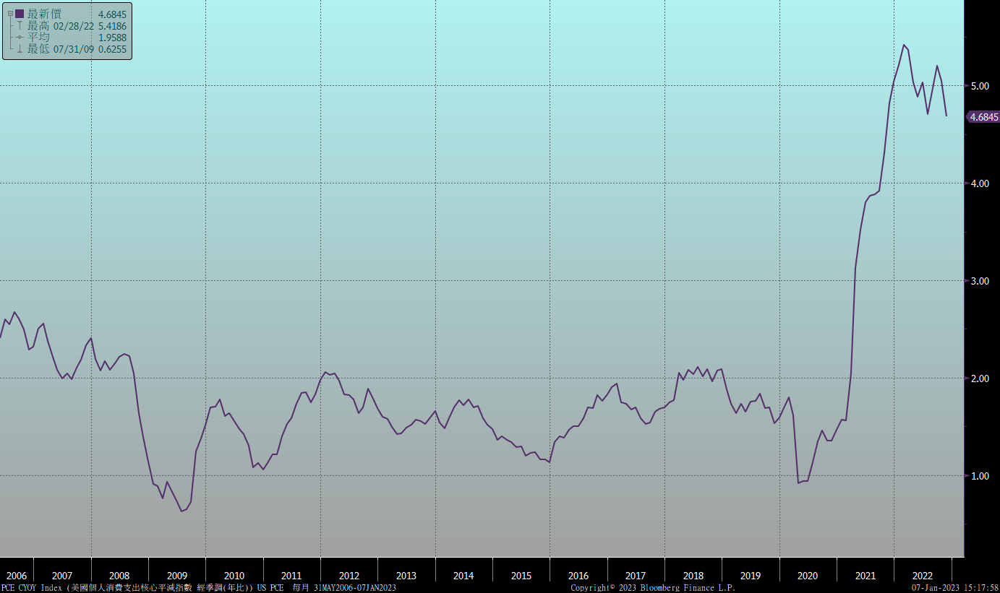 最新價 4.6845
最高 02/28/22 5.4186
平均 1.9588
最低 07/31/09 0.6255
5.00
4.6845
4.00
3.00
2.00
1.00
2006 2007 2008 2009 2010 2011 2012 2013 2014 2015 2016 2017 2018 2019 2020 2021 2022
PCE CYOY Index (美國個人消費支出核心平減指數 經季調(年比)) US PCE 每月 31MAY2006-07JAN2023 Copyright© 2023 Bloomberg Finance L.P. 07-Jan-2023 15:17:58